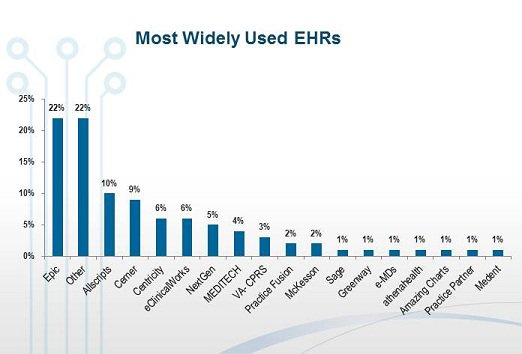 Most Widely Used EHRs
25%
20%
15%
10%
5%
0%
22%
22%
10%
9%
6%
6%
5%
4%
3%
2%
2%
1%
1%
1%
1%
1%
1%
1%
Epic
Other
Allscripts
Cerner
Centricity
eClinicalWorks
NextGen
MEDITECH
VA- CPRS
Practice Fusion
McKesson
Sage
Greenway
e-MDs
athenahealth
Amazing Charts
Practice Partner
Medent